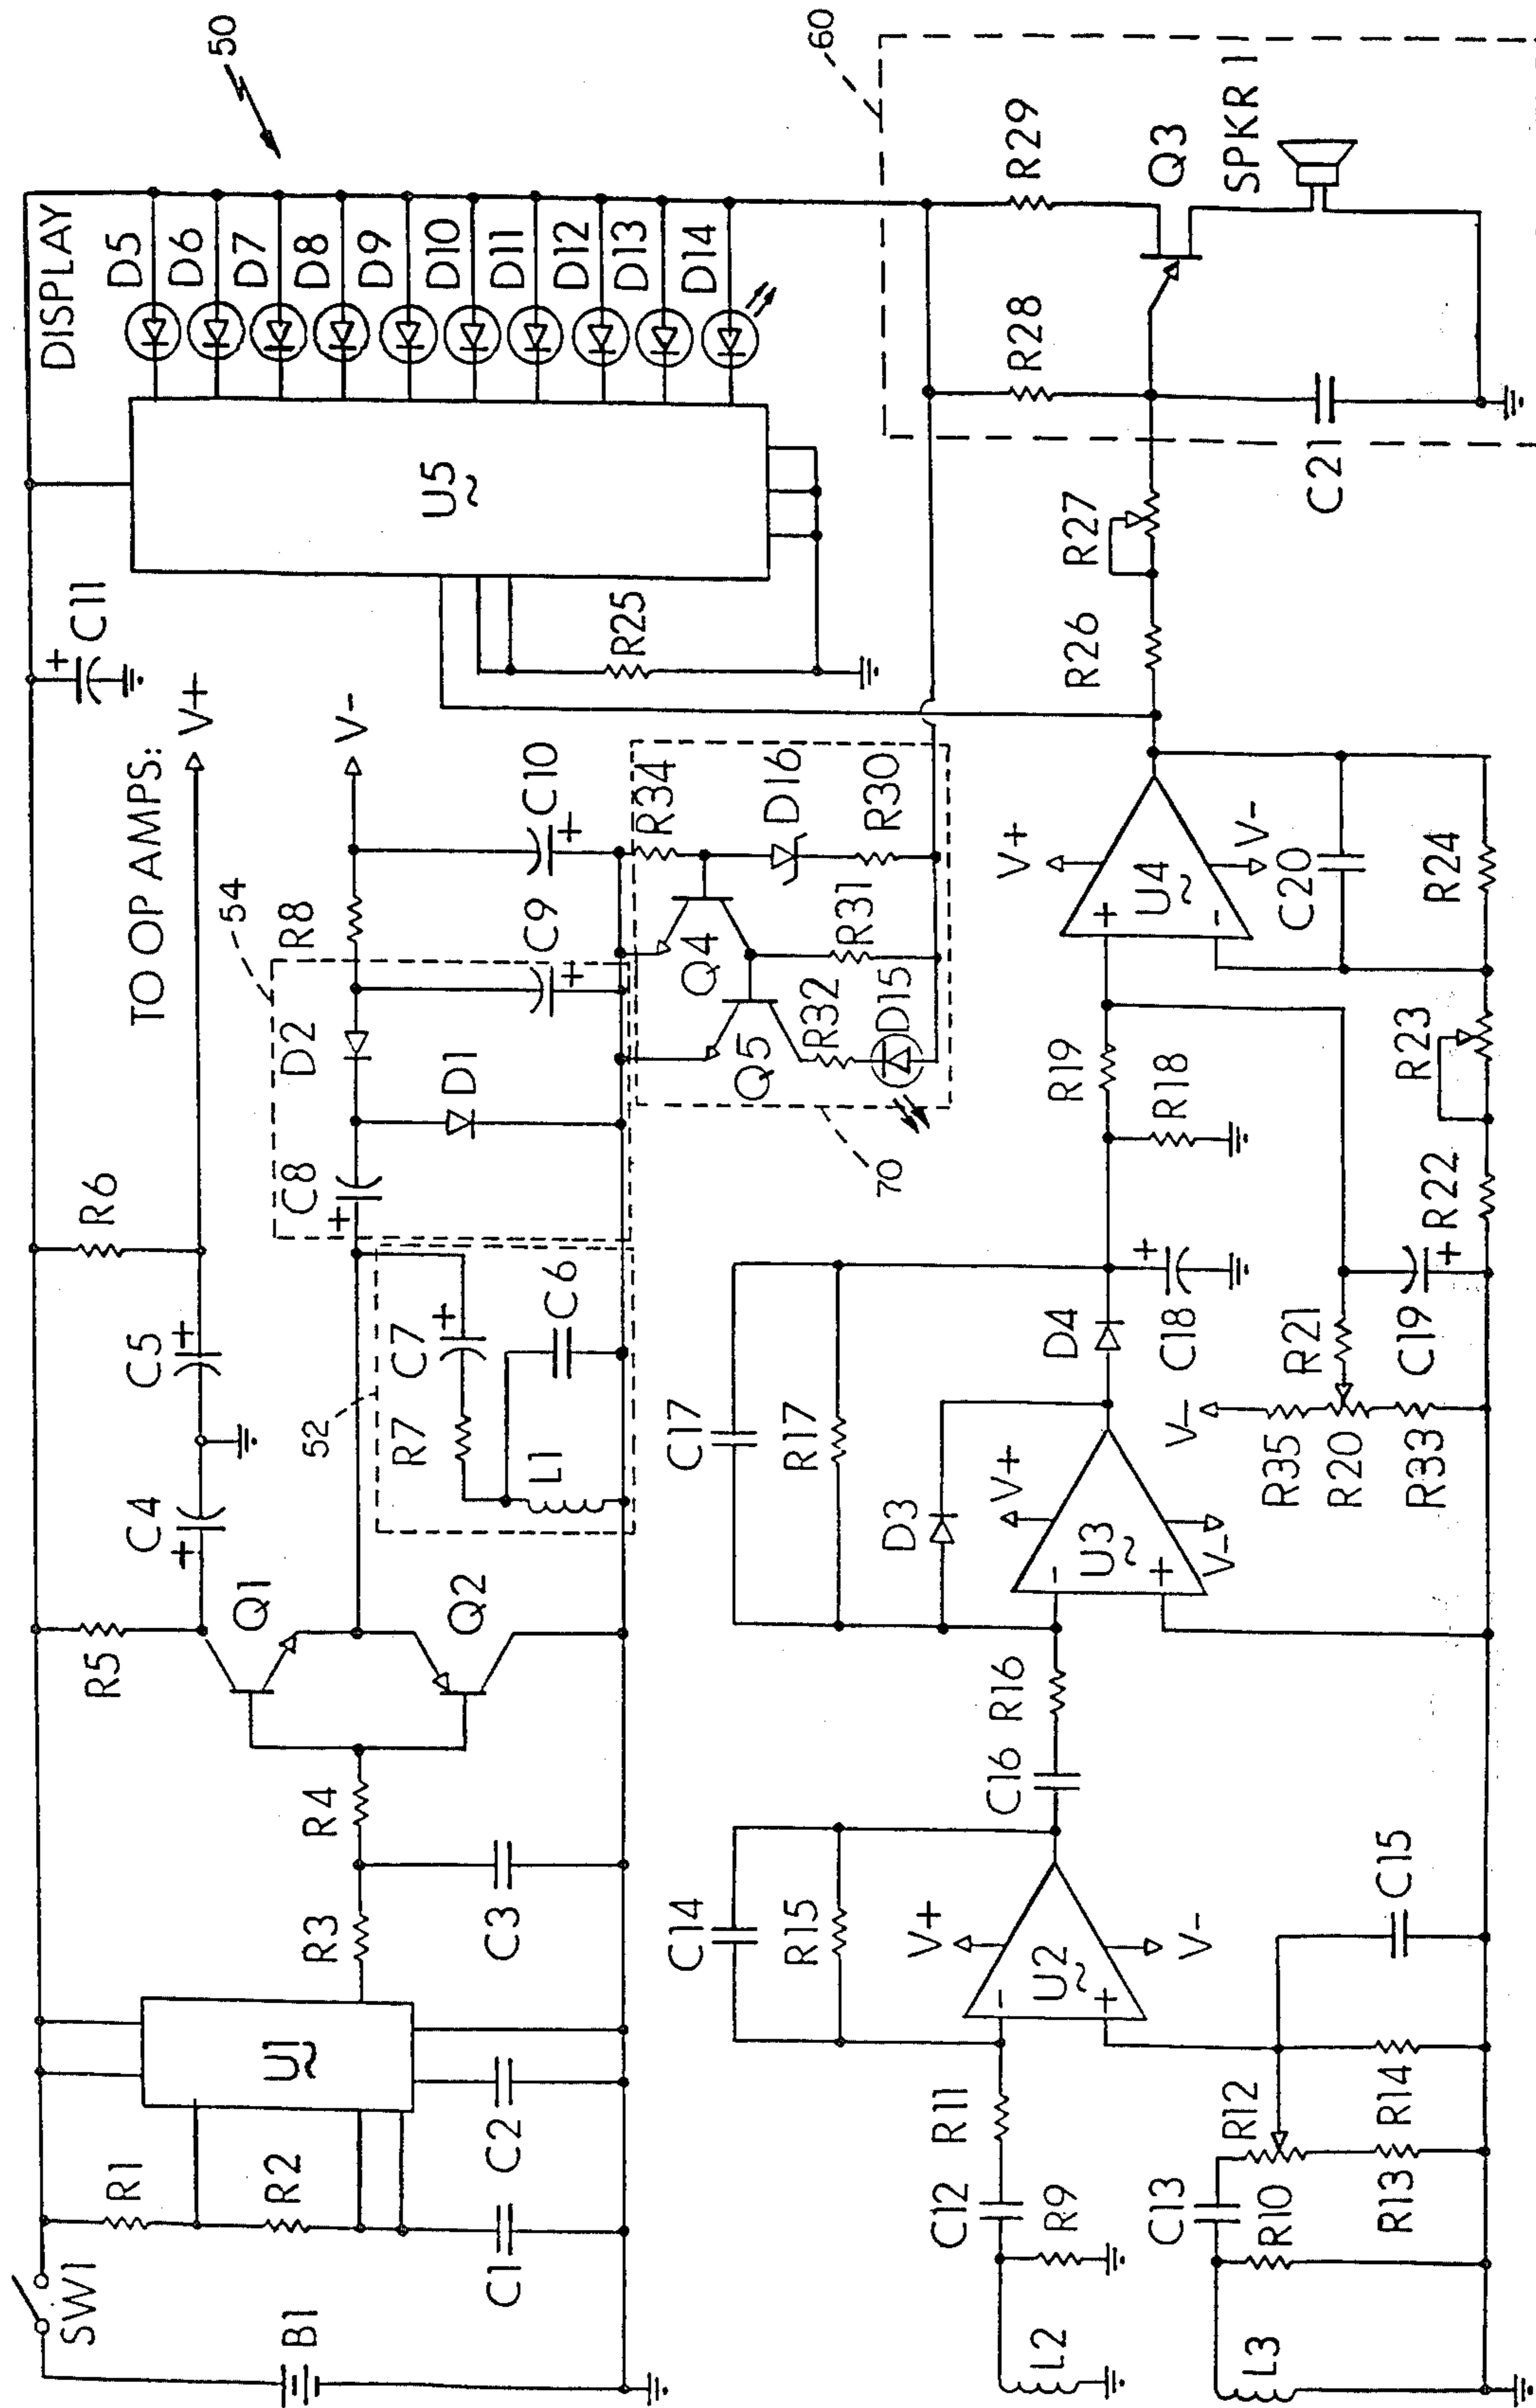 50
DISPLAY
D5
D6
D7
D8
D9
D10
D11
D12
D13
D14
U5
~
C11
+
R25
TO OP AMPS:
V+
V-
R6
C5
+
C4
+
R5
Q1
Q2
R4
R3
C3
U1
~
R1
R2
C1
C2
SW1
B1
54
R8
D2
D1
C8
+
C9
+
C10
+
52
R7
C7
+
L1
C6
70
R34
D16
R30
Q4
R31
Q5
R32
D15
60
R29
R28
Q3
SPKR 1
C21
R27
R26
V+
+
U4
~
-
V-
C20
R24
R23
R22
R19
R18
D4
C18
+
R21
C19
+
V-
R35
R20
R33
C17
R17
D3
V+
-
U3
~
+
V-
R16
C16
C14
R15
V+
-
U2
~
+
V-
C15
R11
C12
R9
L2
R12
R14
C13
R10
R13
L3